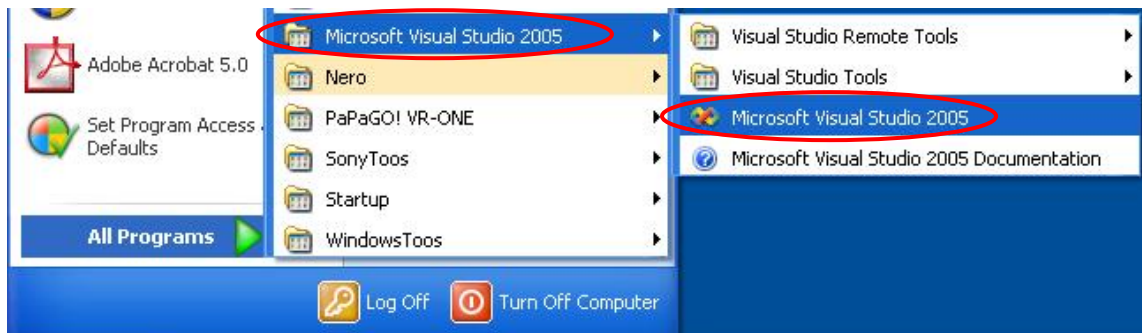 Adobe Acrobat 5.0
Set Program Access
Defaults
All Programs
Microsoft Visual Studio 2005
Nero
PaPaGO! VR-ONE
SonyToos
Startup
WindowsToos
Visual Studio Remote Tools
Visual Studio Tools
Microsoft Visual Studio 2005
Microsoft Visual Studio 2005 Documentation
Log Off
Turn Off Computer